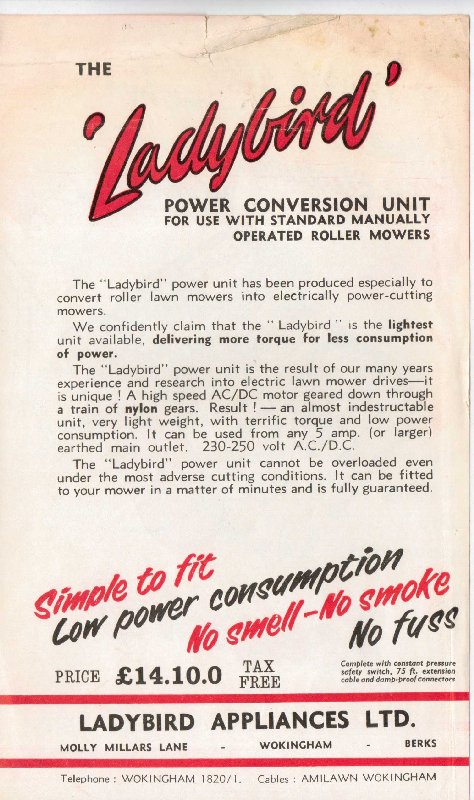 THE
'Ladybird'
POWER CONVERSION UNIT
FOR USE WITH STANDARD MANUALLY
OPERATED ROLLER MOWERS
The "Ladybird" power unit has been produced especially to
convert roller lawn mowers into electrically power-cutting
mowers.
We confidently claim that the " Ladybird " is the lightest
unit available, delivering more torque for less consumption
of power.
The "Ladybird" power unit is the result of our many years
experience and research into electric lawn mower drives—it
is unique ! A high speed AC/DC motor geared down through
a train of nylon gears. Result ! — an almost indestructable
unit, very light weight, with terrific torque and low power
consumption. It can be used from any 5 amp. (or larger)
earthed main outlet. 230-250 volt A.C./D.C.
The "Ladybird" power unit cannot be overloaded even
under the most adverse cutting conditions. It can be fitted
to your mower in a matter of minutes and is fully guaranteed.
Simple to fit
Low power consumption
No smell-No smoke
No fuss
PRICE £14.10.0 TAX FREE
Complete with constant pressure
safety switch, 75 ft. extension
cable and damp-proof connectors
LADYBIRD APPLIANCES LTD.
MOLLY MILLARS LANE - WOKINGHAM - BERKS
Telephone : WOKINGHAM 1820/1. Cables : AMILAWN WOKINGHAM